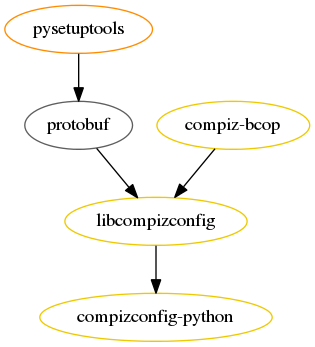 pysetuptools
protobuf
compiz-bcop
libcompizconfig
compizconfig-python